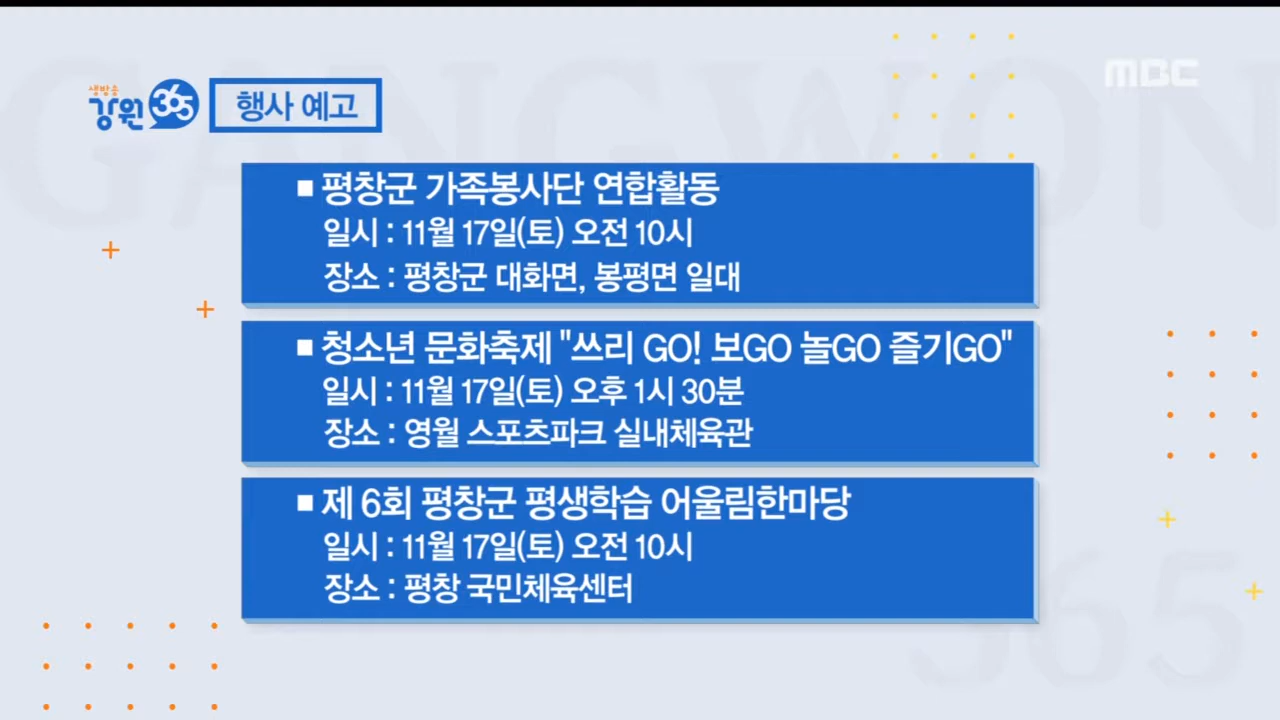 GANGWON
MBC
생방송
강원 365
행사 예고
■ 평창군 가족봉사단 연합활동
일시 : 11월 17일(토) 오전 10시
장소 : 평창군 대화면, 봉평면 일대
■ 청소년 문화축제 "쓰리 GO! 보GO 놀GO 즐기GO"
일시 : 11월 17일(토) 오후 1시 30분
장소 : 영월 스포츠파크 실내체육관
■ 제 6회 평창군 평생학습 어울림한마당
일시 : 11월 17일(토) 오전 10시
장소 : 평창 국민체육센터
365